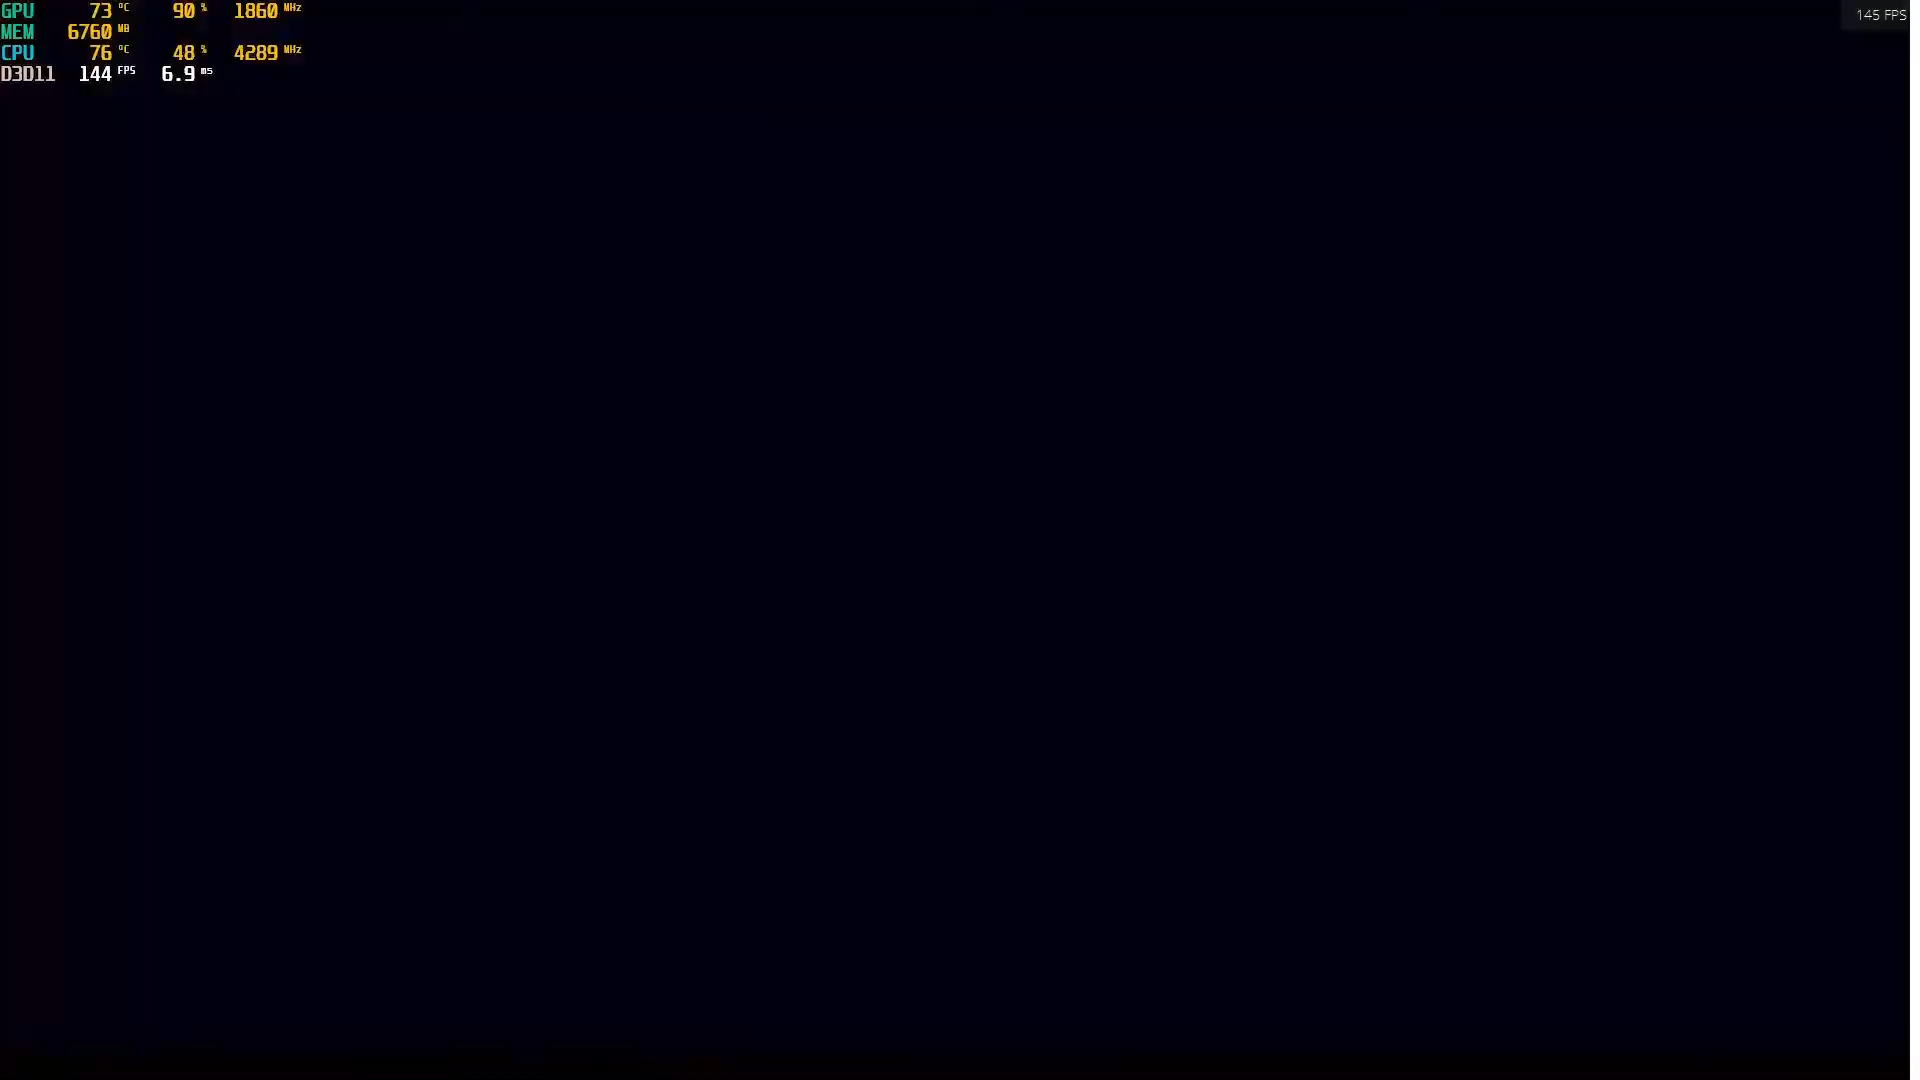 GPU 73 °C 90 % 1860 MHz
MEM 6760 MB
CPU 76 °C 48 % 4289 MHz
D3D11 144 FPS 6.9 ms
145 FPS